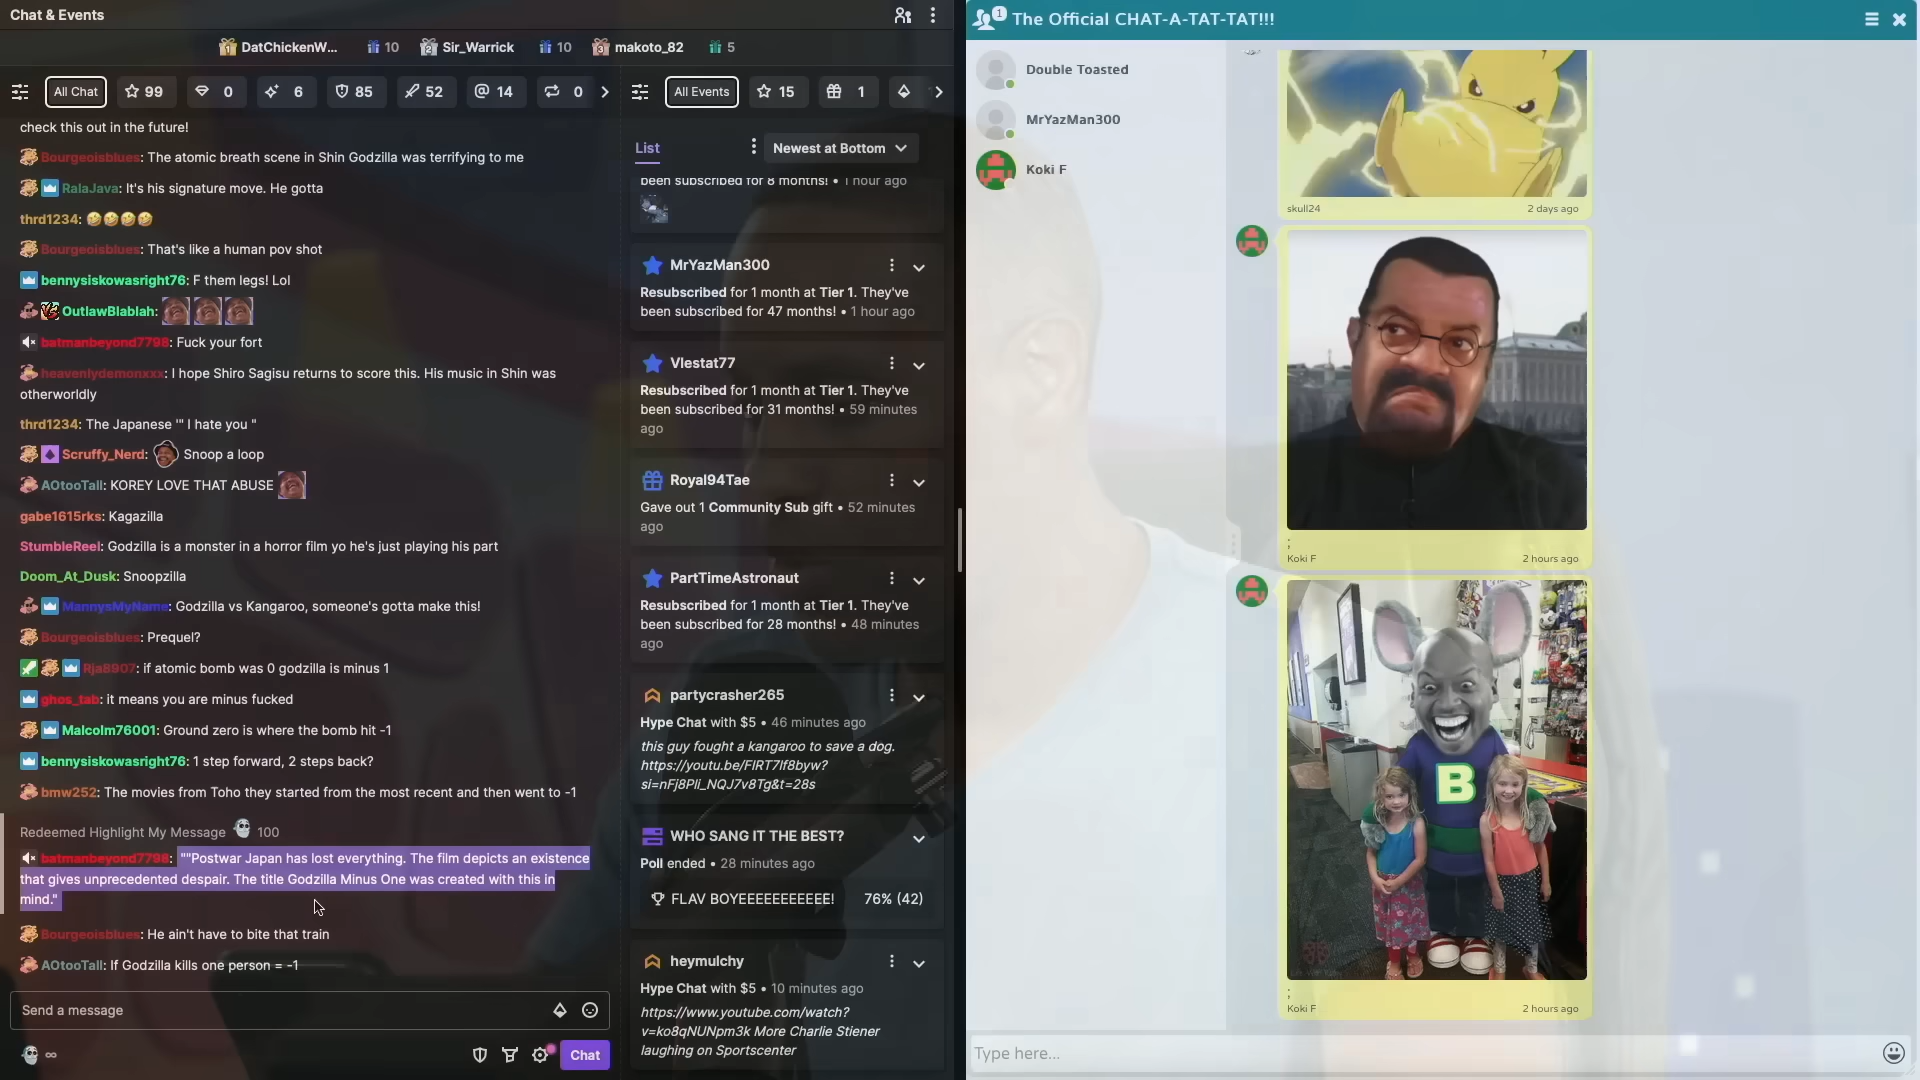 Chat & Events
DatChickenW... 10 Sir_Warrick 10 makoto_82 5
All Chat 99 0 6 85 52 14 0
check this out in the future!
Bourgeoisblues: The atomic breath scene in Shin Godzilla was terrifying to me
RalaJava: It's his signature move. He gotta
thrd1234:
Bourgeoisblues: That's like a human pov shot
bennysiskowasright76: F them legs! Lol
OutlawBlablah:
batmanbeyond7798: Fuck your fort
heavenlydemonxxx: I hope Shiro Sagisu returns to score this. His music in Shin was
otherworldly
thrd1234: The Japanese '" I hate you "
Scruffy_Nerd: Snoop a loop
AOtooTall: KOREY LOVE THAT ABUSE
gabe1615rks: Kagazilla
StumbleReel: Godzilla is a monster in a horror film yo he's just playing his part
Doom_At_Dusk: Snoopzilla
MannysMyName: Godzilla vs Kangaroo, someone's gotta make this!
Bourgeoisblues: Prequel?
Rja8907: if atomic bomb was 0 godzilla is minus 1
ghos_tab: it means you are minus fucked
Malcolm76001: Ground zero is where the bomb hit -1
bennysiskowasright76: 1 step forward, 2 steps back?
bmw252: The movies from Toho they started from the most recent and then went to -1
Redeemed Highlight My Message 100
batmanbeyond7798: ""Postwar Japan has lost everything. The film depicts an existence
that gives unprecedented despair. The title Godzilla Minus One was created with this in
mind."
Bourgeoisblues: He ain't have to bite that train
AOtooTall: If Godzilla kills one person = -1
Send a message
∞
Chat
All Events 15 1
List
Newest at Bottom
been subscribed for 8 months! • 1 hour ago
MrYazMan300
Resubscribed for 1 month at Tier 1. They've
been subscribed for 47 months! • 1 hour ago
Vlestat77
Resubscribed for 1 month at Tier 1. They've
been subscribed for 31 months! • 59 minutes
ago
Royal94Tae
Gave out 1 Community Sub gift • 52 minutes
ago
PartTimeAstronaut
Resubscribed for 1 month at Tier 1. They've
been subscribed for 28 months! • 48 minutes
ago
partycrasher265
Hype Chat with $5 • 46 minutes ago
this guy fought a kangaroo to save a dog.
https://youtu.be/FIRT7lf8byw?
si=nFj8Pli_NQJ7v8Tg&t=28s
WHO SANG IT THE BEST?
Poll ended • 28 minutes ago
FLAV BOYEEEEEEEEEEE! 76% (42)
heymulchy
Hype Chat with $5 • 10 minutes ago
https://www.youtube.com/watch?
v=ko8qNUNpm3k More Charlie Stiener
laughing on Sportscenter
1 The Official CHAT-A-TAT-TAT!!!
Double Toasted
MrYazMan300
Koki F
skull24 2 days ago
;
Koki F 2 hours ago
B
;
Koki F 2 hours ago
Type here...